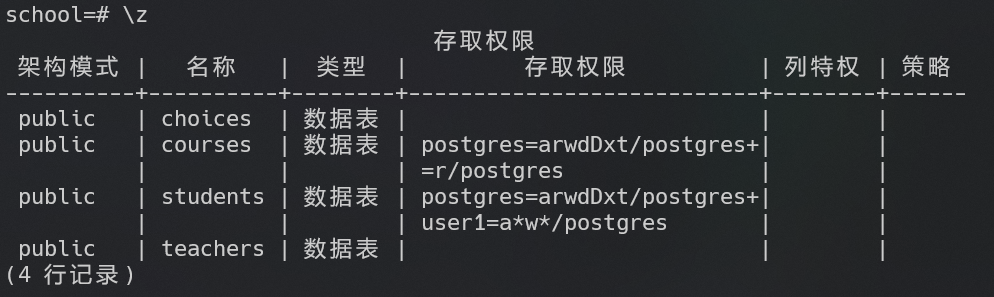 school=# \z
存取权限
架构模式 | 名称 | 类型 | 存取权限 | 列特权 | 策略
----------+----------+--------+---------------------------+--------+------
public | choices | 数据表 | | |
public | courses | 数据表 | postgres=arwdDxt/postgres+| |
| | | =r/postgres | |
public | students | 数据表 | postgres=arwdDxt/postgres+| |
| | | user1=a*w*/postgres | |
public | teachers | 数据表 | | |
(4 行记录)